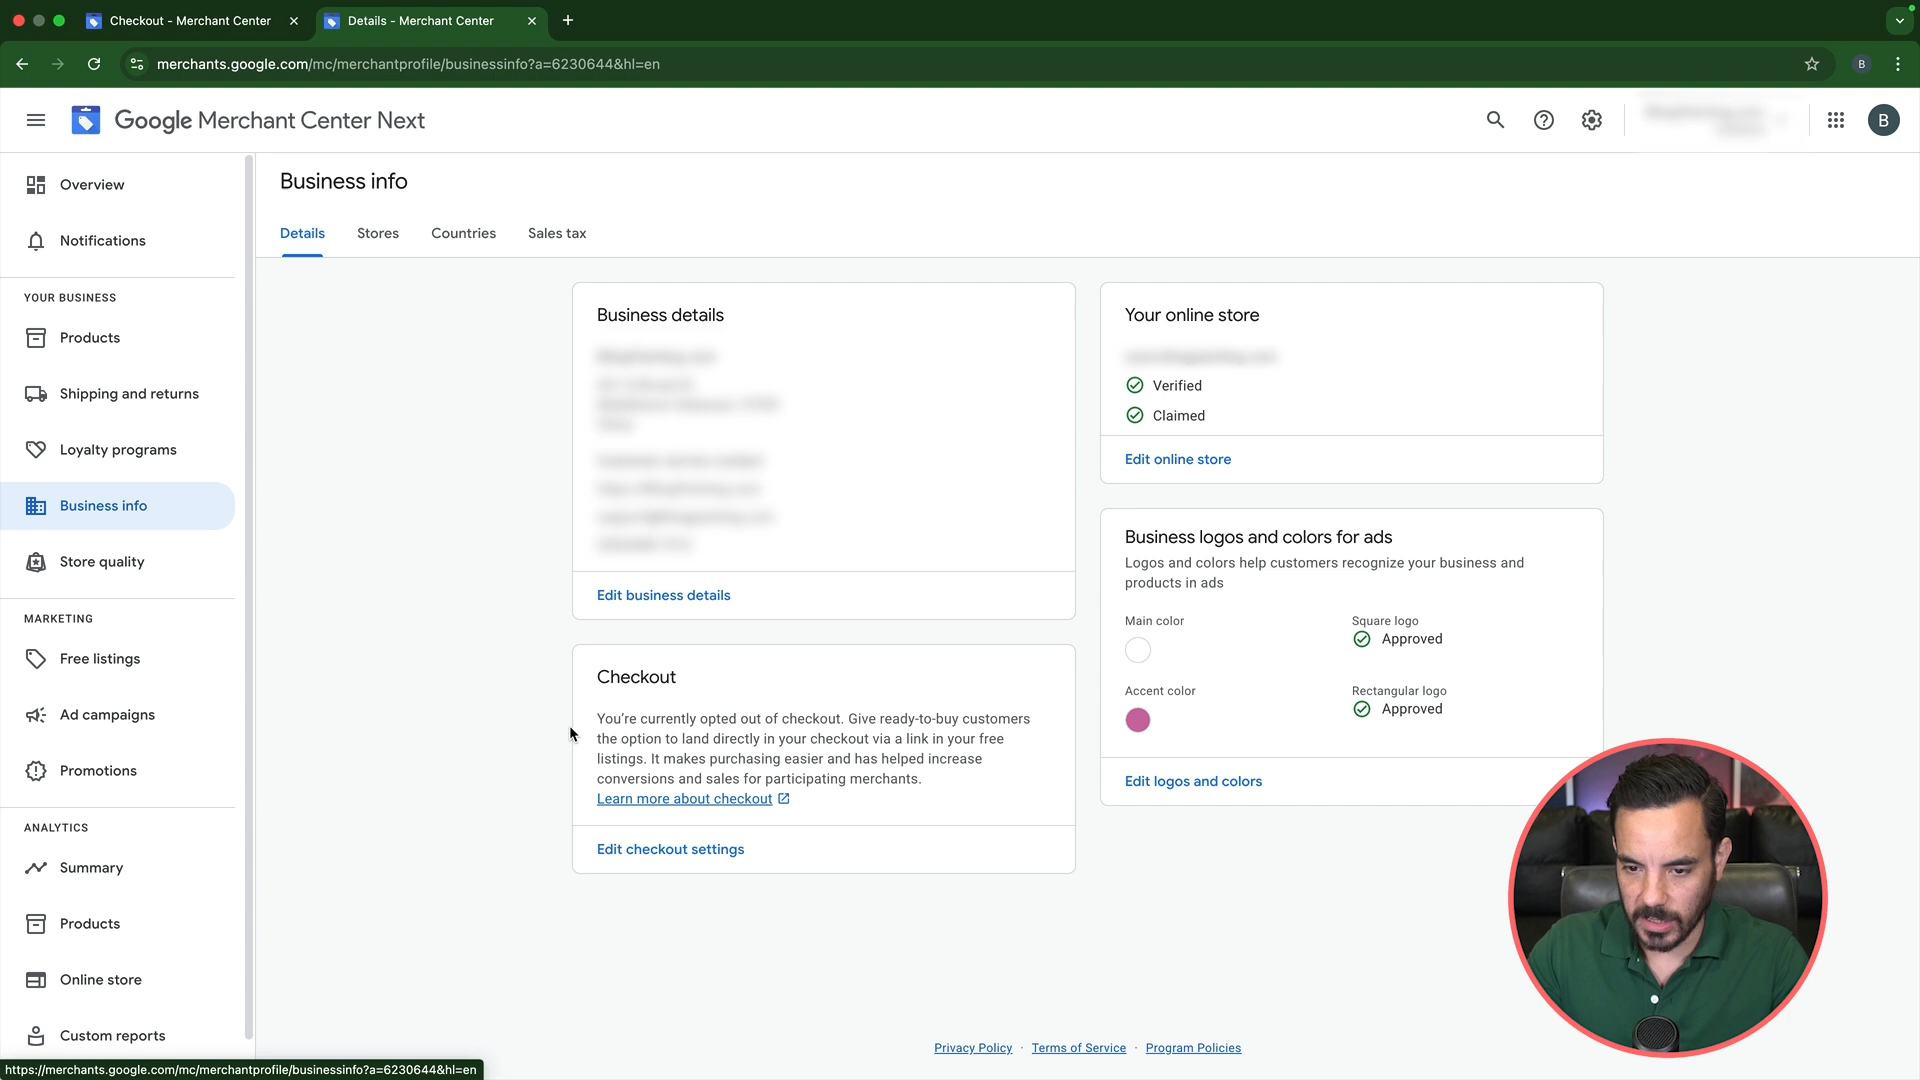 Checkout - Merchant Center
Details - Merchant Center
merchants.google.com/mc/merchantprofile/businessinfo?a=6230644&hl=en
B
Google Merchant Center Next
B
Overview
Notifications
YOUR BUSINESS
Products
Shipping and returns
Loyalty programs
Business info
Store quality
MARKETING
Free listings
Ad campaigns
Promotions
ANALYTICS
Summary
Products
Online store
Custom reports
Business info
Details Stores Countries Sales tax
Business details
Edit business details
Checkout
You're currently opted out of checkout. Give ready-to-buy customers
the option to land directly in your checkout via a link in your free
listings. It makes purchasing easier and has helped increase
conversions and sales for participating merchants.
Learn more about checkout
Edit checkout settings
Your online store
Verified
Claimed
Edit online store
Business logos and colors for ads
Logos and colors help customers recognize your business and
products in ads
Main color
Square logo
Approved
Accent color
Rectangular logo
Approved
Edit logos and colors
Privacy Policy · Terms of Service · Program Policies
https://merchants.google.com/mc/merchantprofile/businessinfo?a=6230644&hl=en